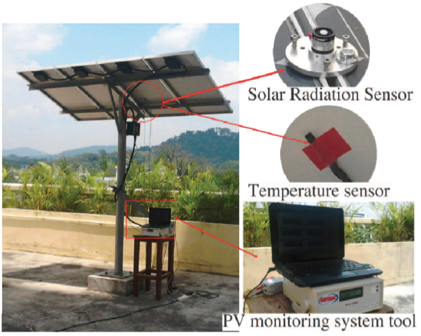 Solar Radiation Sensor
Temperature sensor
PV monitoring system tool